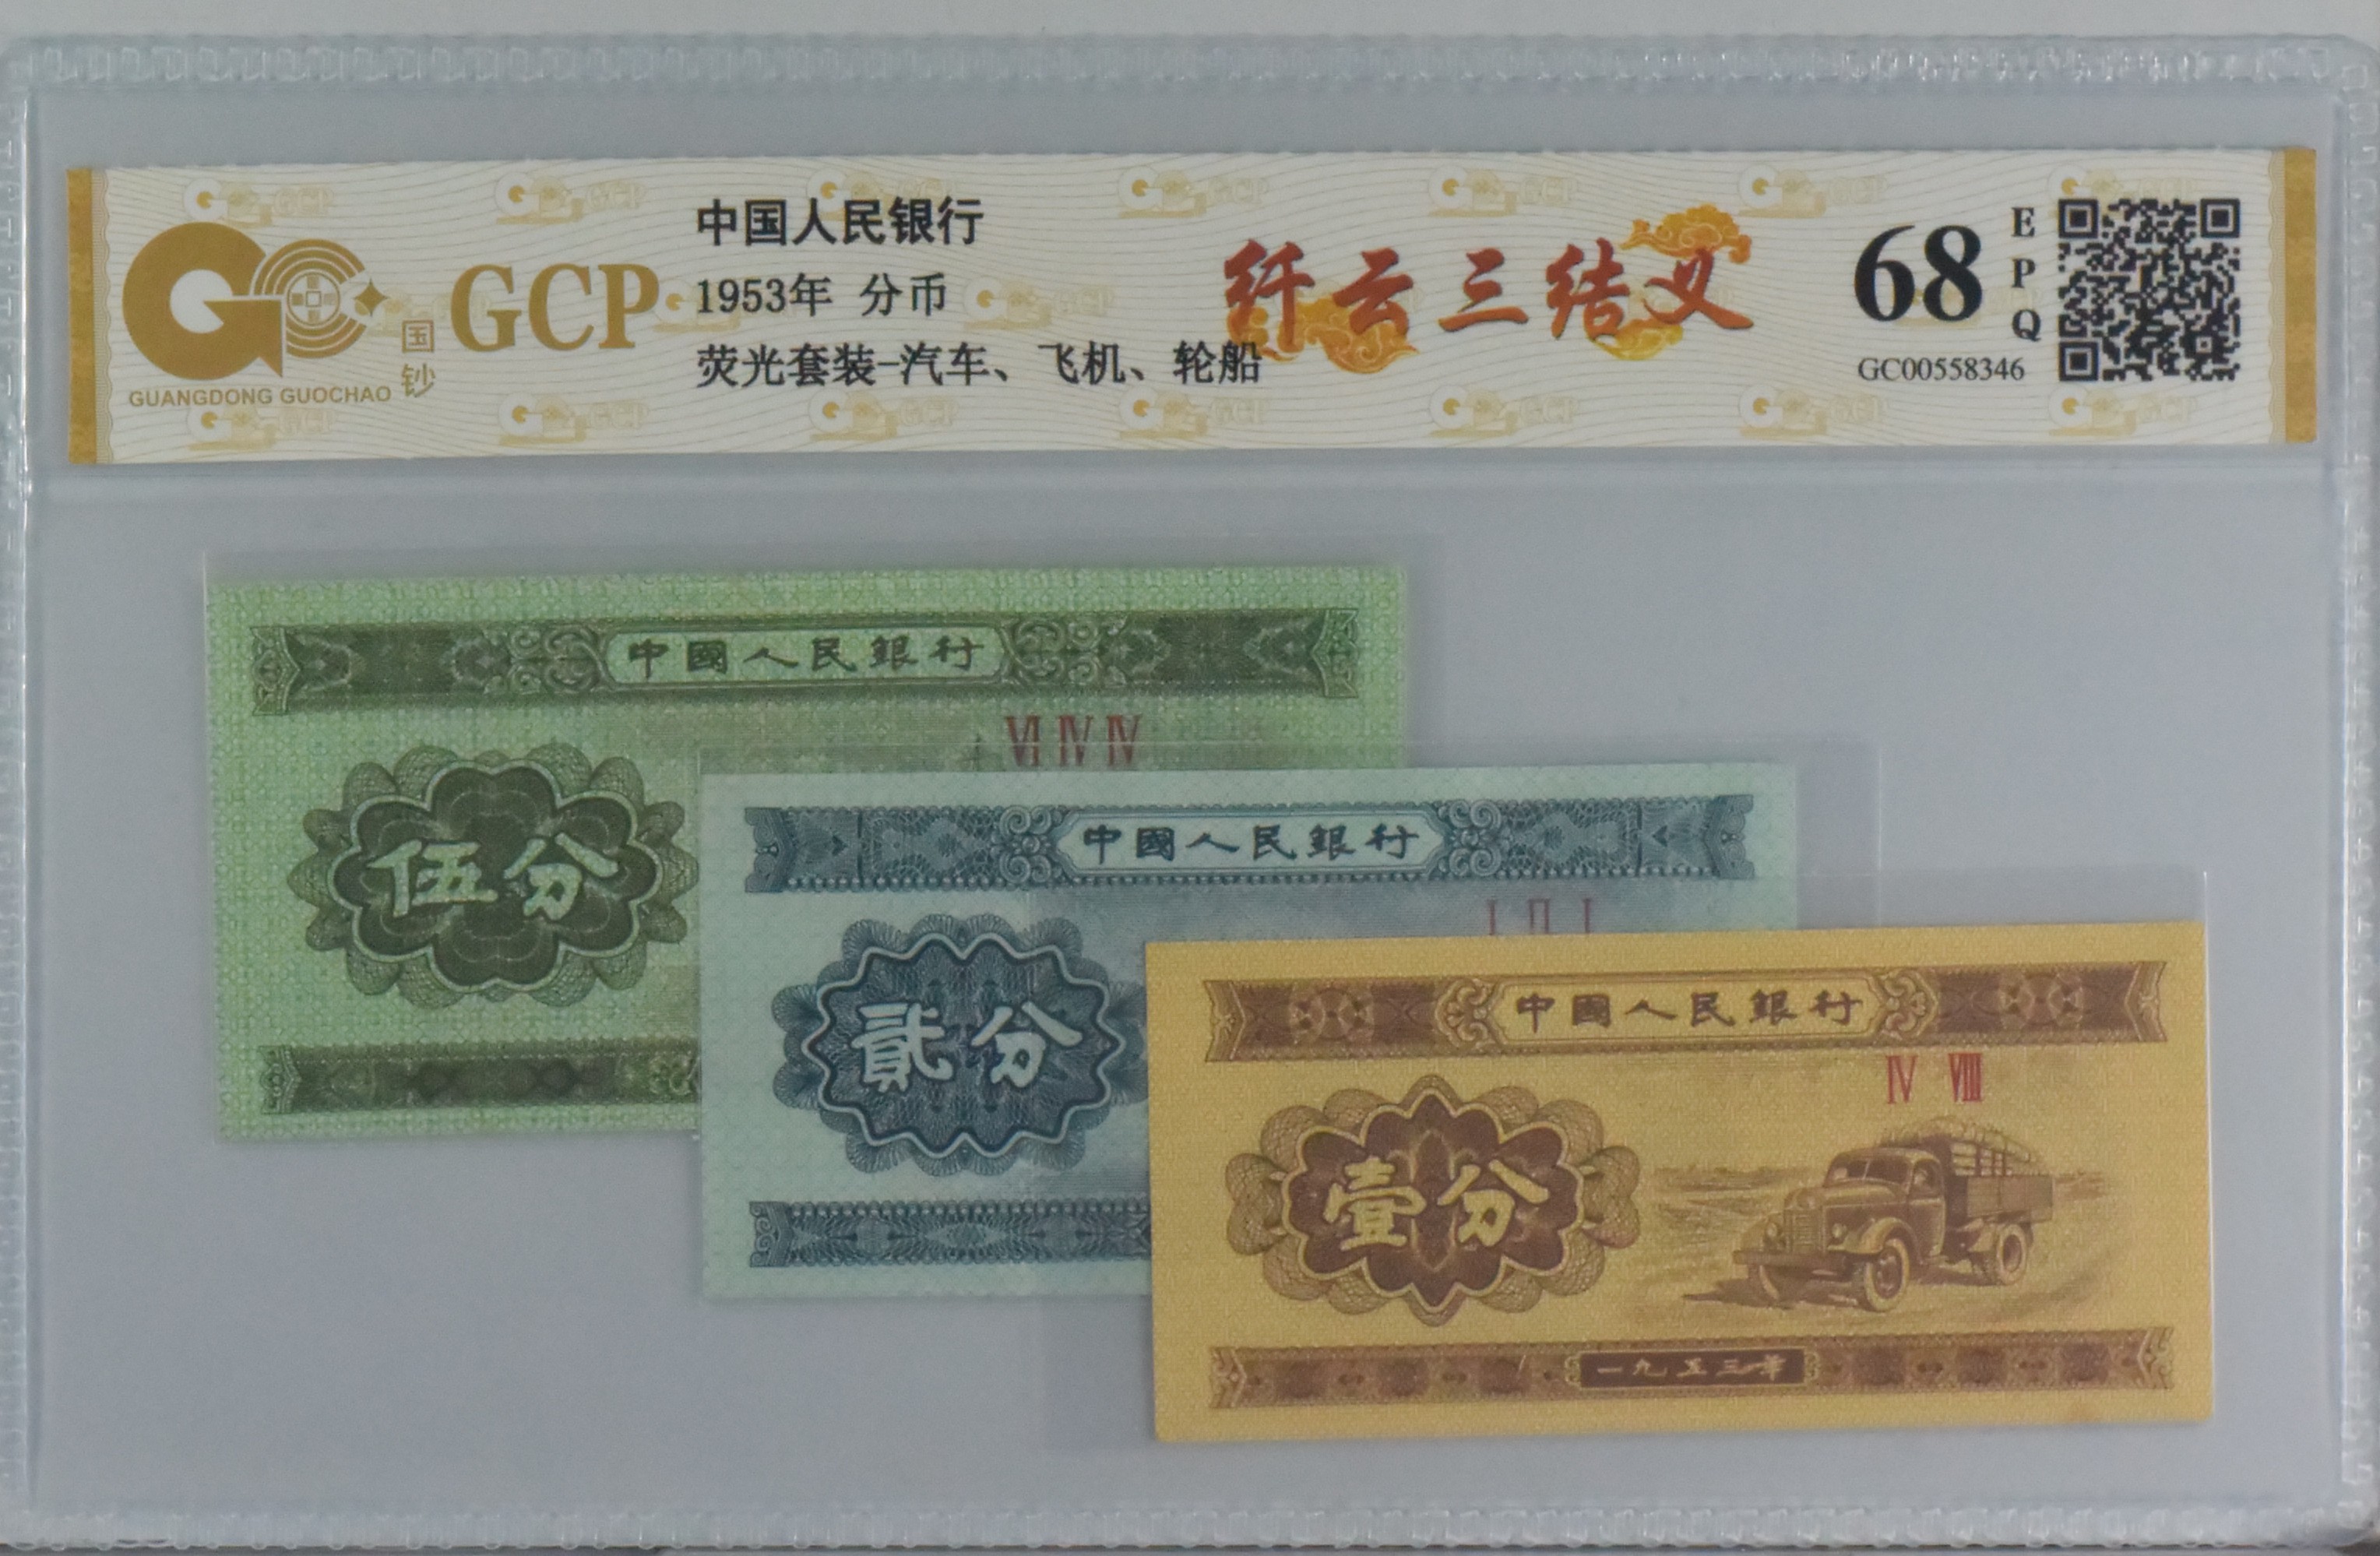 GCP
国钞
GUANGDONG GUOCHAO
中国人民银行
1953年 分币
荧光套装-汽车、飞机、轮船
纤云三结义
68
EPQ
GC00558346
中國人民銀行
VI IV IV
伍分
中國人民銀行
I II I
貳分
中國人民銀行
IV VIII
壹分
一九五三年